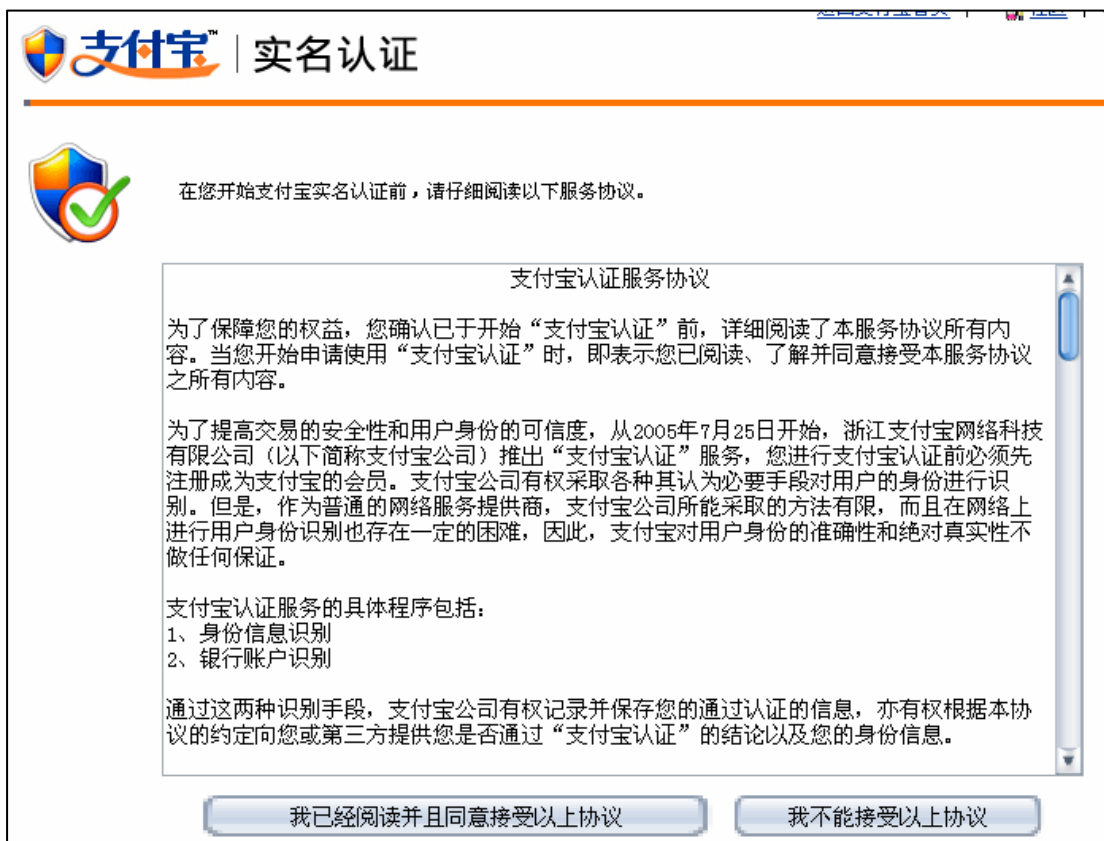 支付宝™ 实名认证
在您开始支付宝实名认证前，请仔细阅读以下服务协议。
支付宝认证服务协议
为了保障您的权益，您确认已于开始“支付宝认证”前，详细阅读了本服务协议所有内
容。当您开始申请使用“支付宝认证”时，即表示您已阅读、了解并同意接受本服务协议
之所有内容。
为了提高交易的安全性和用户身份的可信度，从2005年7月25日开始，浙江支付宝网络科技
有限公司（以下简称支付宝公司）推出“支付宝认证”服务，您进行支付宝认证前必须先
注册成为支付宝的会员。支付宝公司有权采取各种其认为必要手段对用户的身份进行识
别。但是，作为普通的网络服务提供商，支付宝公司所能采取的方法有限，而且在网络上
进行用户身份识别也存在一定的困难，因此，支付宝对用户身份的准确性和绝对真实性不
做任何保证。
支付宝认证服务的具体程序包括：
1、身份信息识别
2、银行账户识别
通过这两种识别手段，支付宝公司有权记录并保存您的通过认证的信息，亦有权根据本协
议的约定向您或第三方提供您是否通过“支付宝认证”的结论以及您的身份信息。
我已经阅读并且同意接受以上协议
我不能接受以上协议